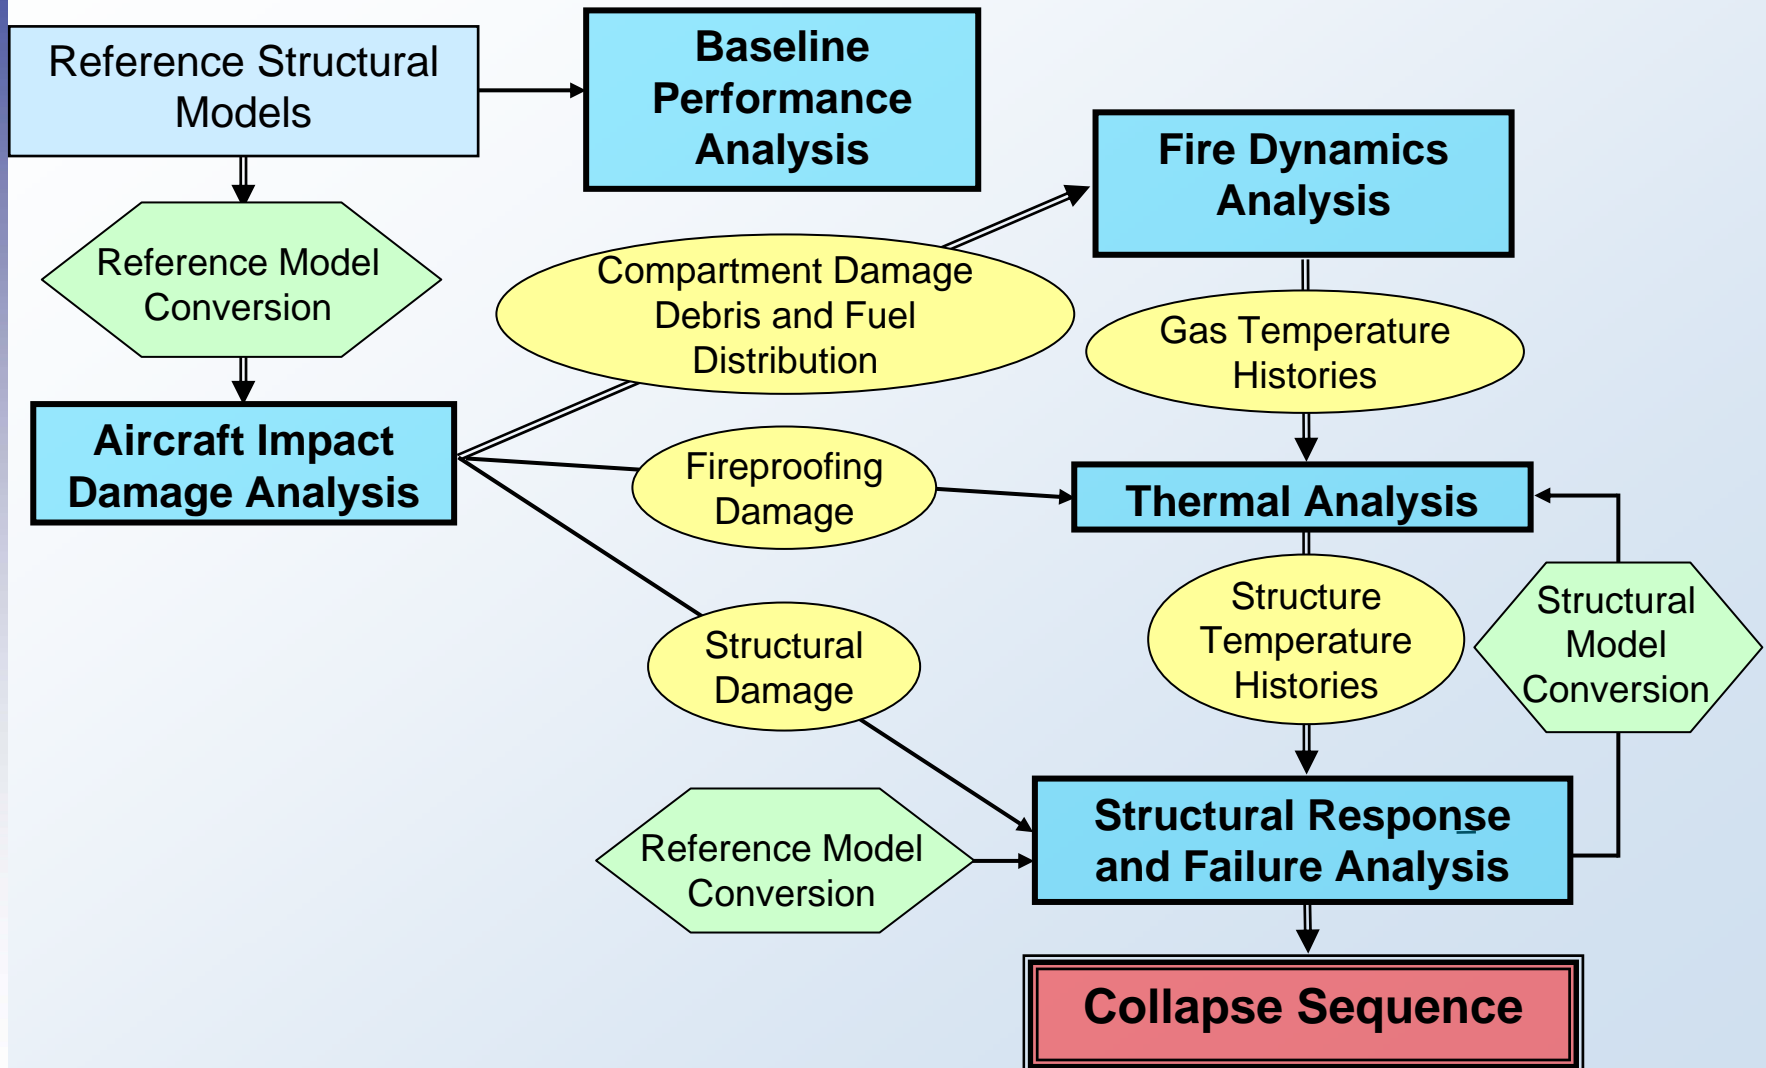 Reference Structural
Models
Baseline
Performance
Analysis
Fire Dynamics
Analysis
Reference Model
Conversion
Compartment Damage
Debris and Fuel
Distribution
Gas Temperature
Histories
Aircraft Impact
Damage Analysis
Fireproofing
Damage
Thermal Analysis
Structure
Temperature
Histories
Structural
Model
Conversion
Structural
Damage
Reference Model
Conversion
Structural Response
and Failure Analysis
Collapse Sequence